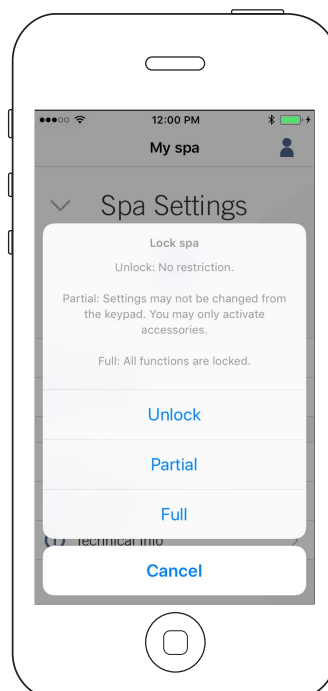 12:00 PM
My spa
Spa Settings
Lock spa
Unlock: No restriction.
Partial: Settings may not be changed from
the keypad. You may only activate
accessories.
Full: All functions are locked.
Unlock
Partial
Full
Technical Info
Cancel